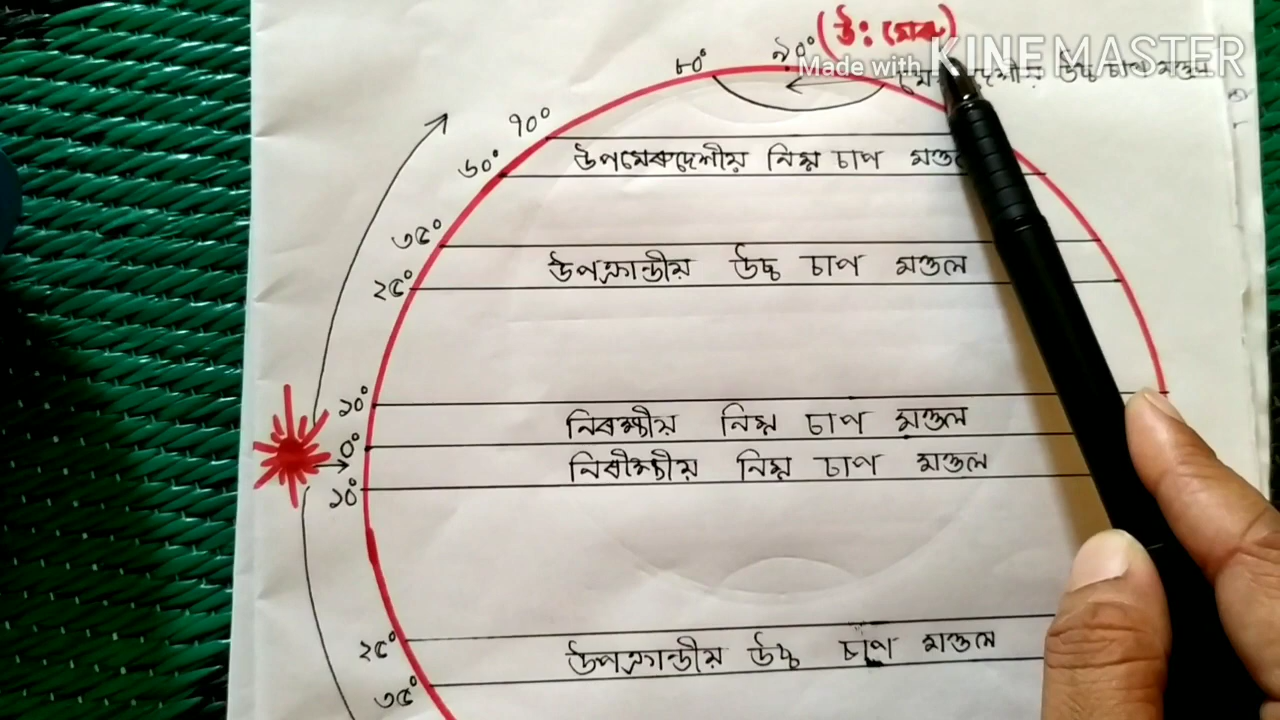 (উঃ মেৰু)
৮০° ৯০°
Made with KINEMASTER
উচ্চ চাপ মণ্ডল
৭০°
উপমেৰুদেশীয় নিম্ন চাপ
৬০°
৩৫°
উপক্ৰান্তীয় উচ্চ চাপ মণ্ডল
২৫°
১০°
নিৰক্ষীয় নিম্ন চাপ মণ্ডল
০°
নিৰীক্ষীয় নিম্ন চাপ মণ্ডল
১০°
২৫°
উপক্ৰান্তীয় উচ্চ চাপ মণ্ডল
৩৫°